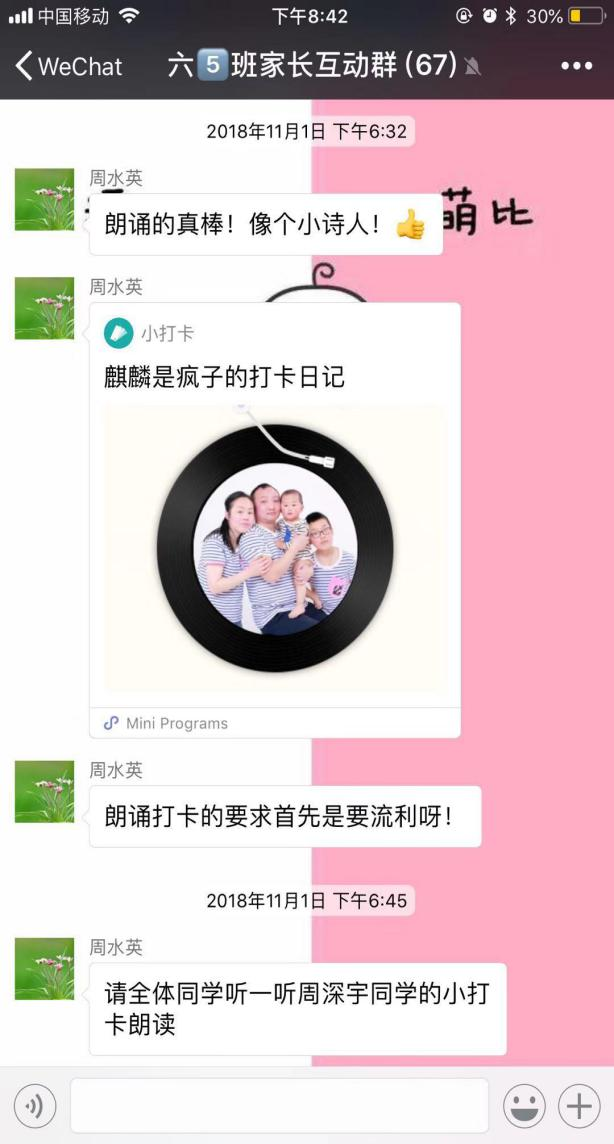 中国移动
下午8:42
30%
WeChat
六5️⃣班家长互动群(67)
2018年11月1日 下午6:32
周水英
朗诵的真棒！像个小诗人！👍
萌比
周水英
小打卡
麒麟是疯子的打卡日记
Mini Programs
周水英
朗诵打卡的要求首先是要流利呀！
2018年11月1日 下午6:45
周水英
请全体同学听一听周深宇同学的小打
卡朗读